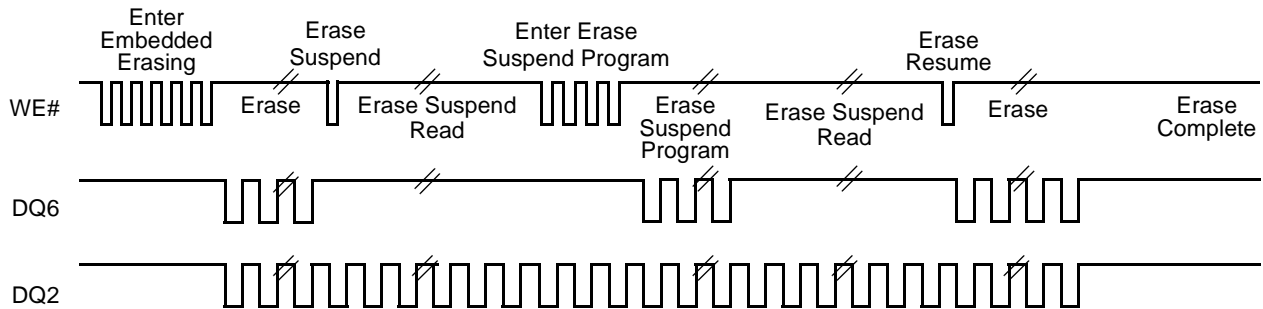 Enter
Embedded
Erasing
Erase
Suspend
Enter Erase
Suspend Program
Erase
Resume
WE#
Erase
Erase Suspend
Read
Erase
Suspend
Program
Erase Suspend
Read
Erase
Erase
Complete
DQ6
DQ2